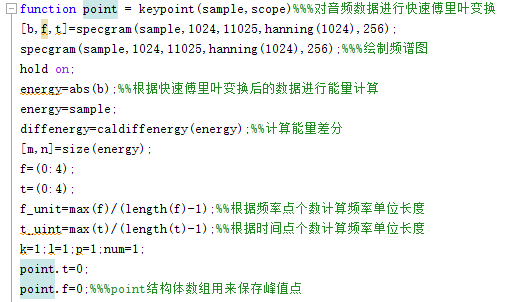 function point = keypoint(sample,scope)%%%对音频数据进行快速傅里叶变换
[b,f,t]=specgram(sample,1024,11025,hanning(1024),256);
specgram(sample,1024,11025,hanning(1024),256);%%%绘制频谱图
hold on;
energy=abs(b);%%根据快速傅里叶变换后的数据进行能量计算
energy=sample;
diffenergy=caldiffenergy(energy);%%计算能量差分
[m,n]=size(energy);
f=(0:4);
t=(0:4);
f_unit=max(f)/(length(f)-1);%%根据频率点个数计算频率单位长度
t_uint=max(t)/(length(t)-1);%%根据时间点个数计算频率单位长度
k=1;l=1;p=1;num=1;
point.t=0;
point.f=0;%%%point结构体数组用来保存峰值点